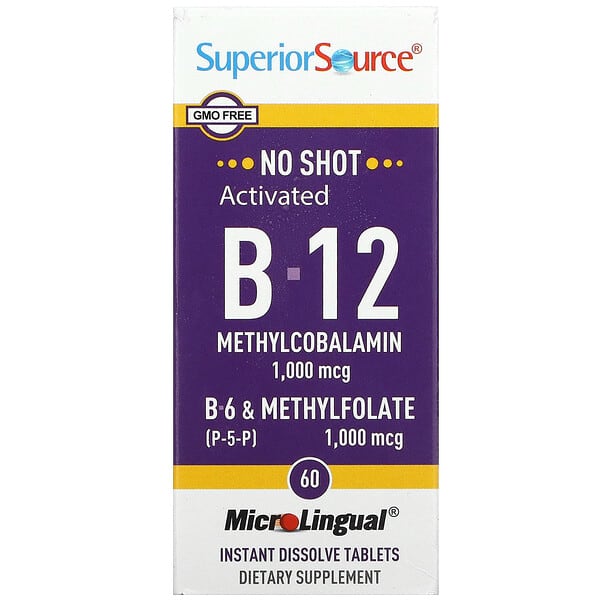 SuperiorSource®
GMO FREE
NO SHOT
Activated
B-12
METHYLCOBALAMIN
1,000 mcg
B-6 & METHYLFOLATE
(P-5-P) 1,000 mcg
60
MicroLingual®
INSTANT DISSOLVE TABLETS
DIETARY SUPPLEMENT